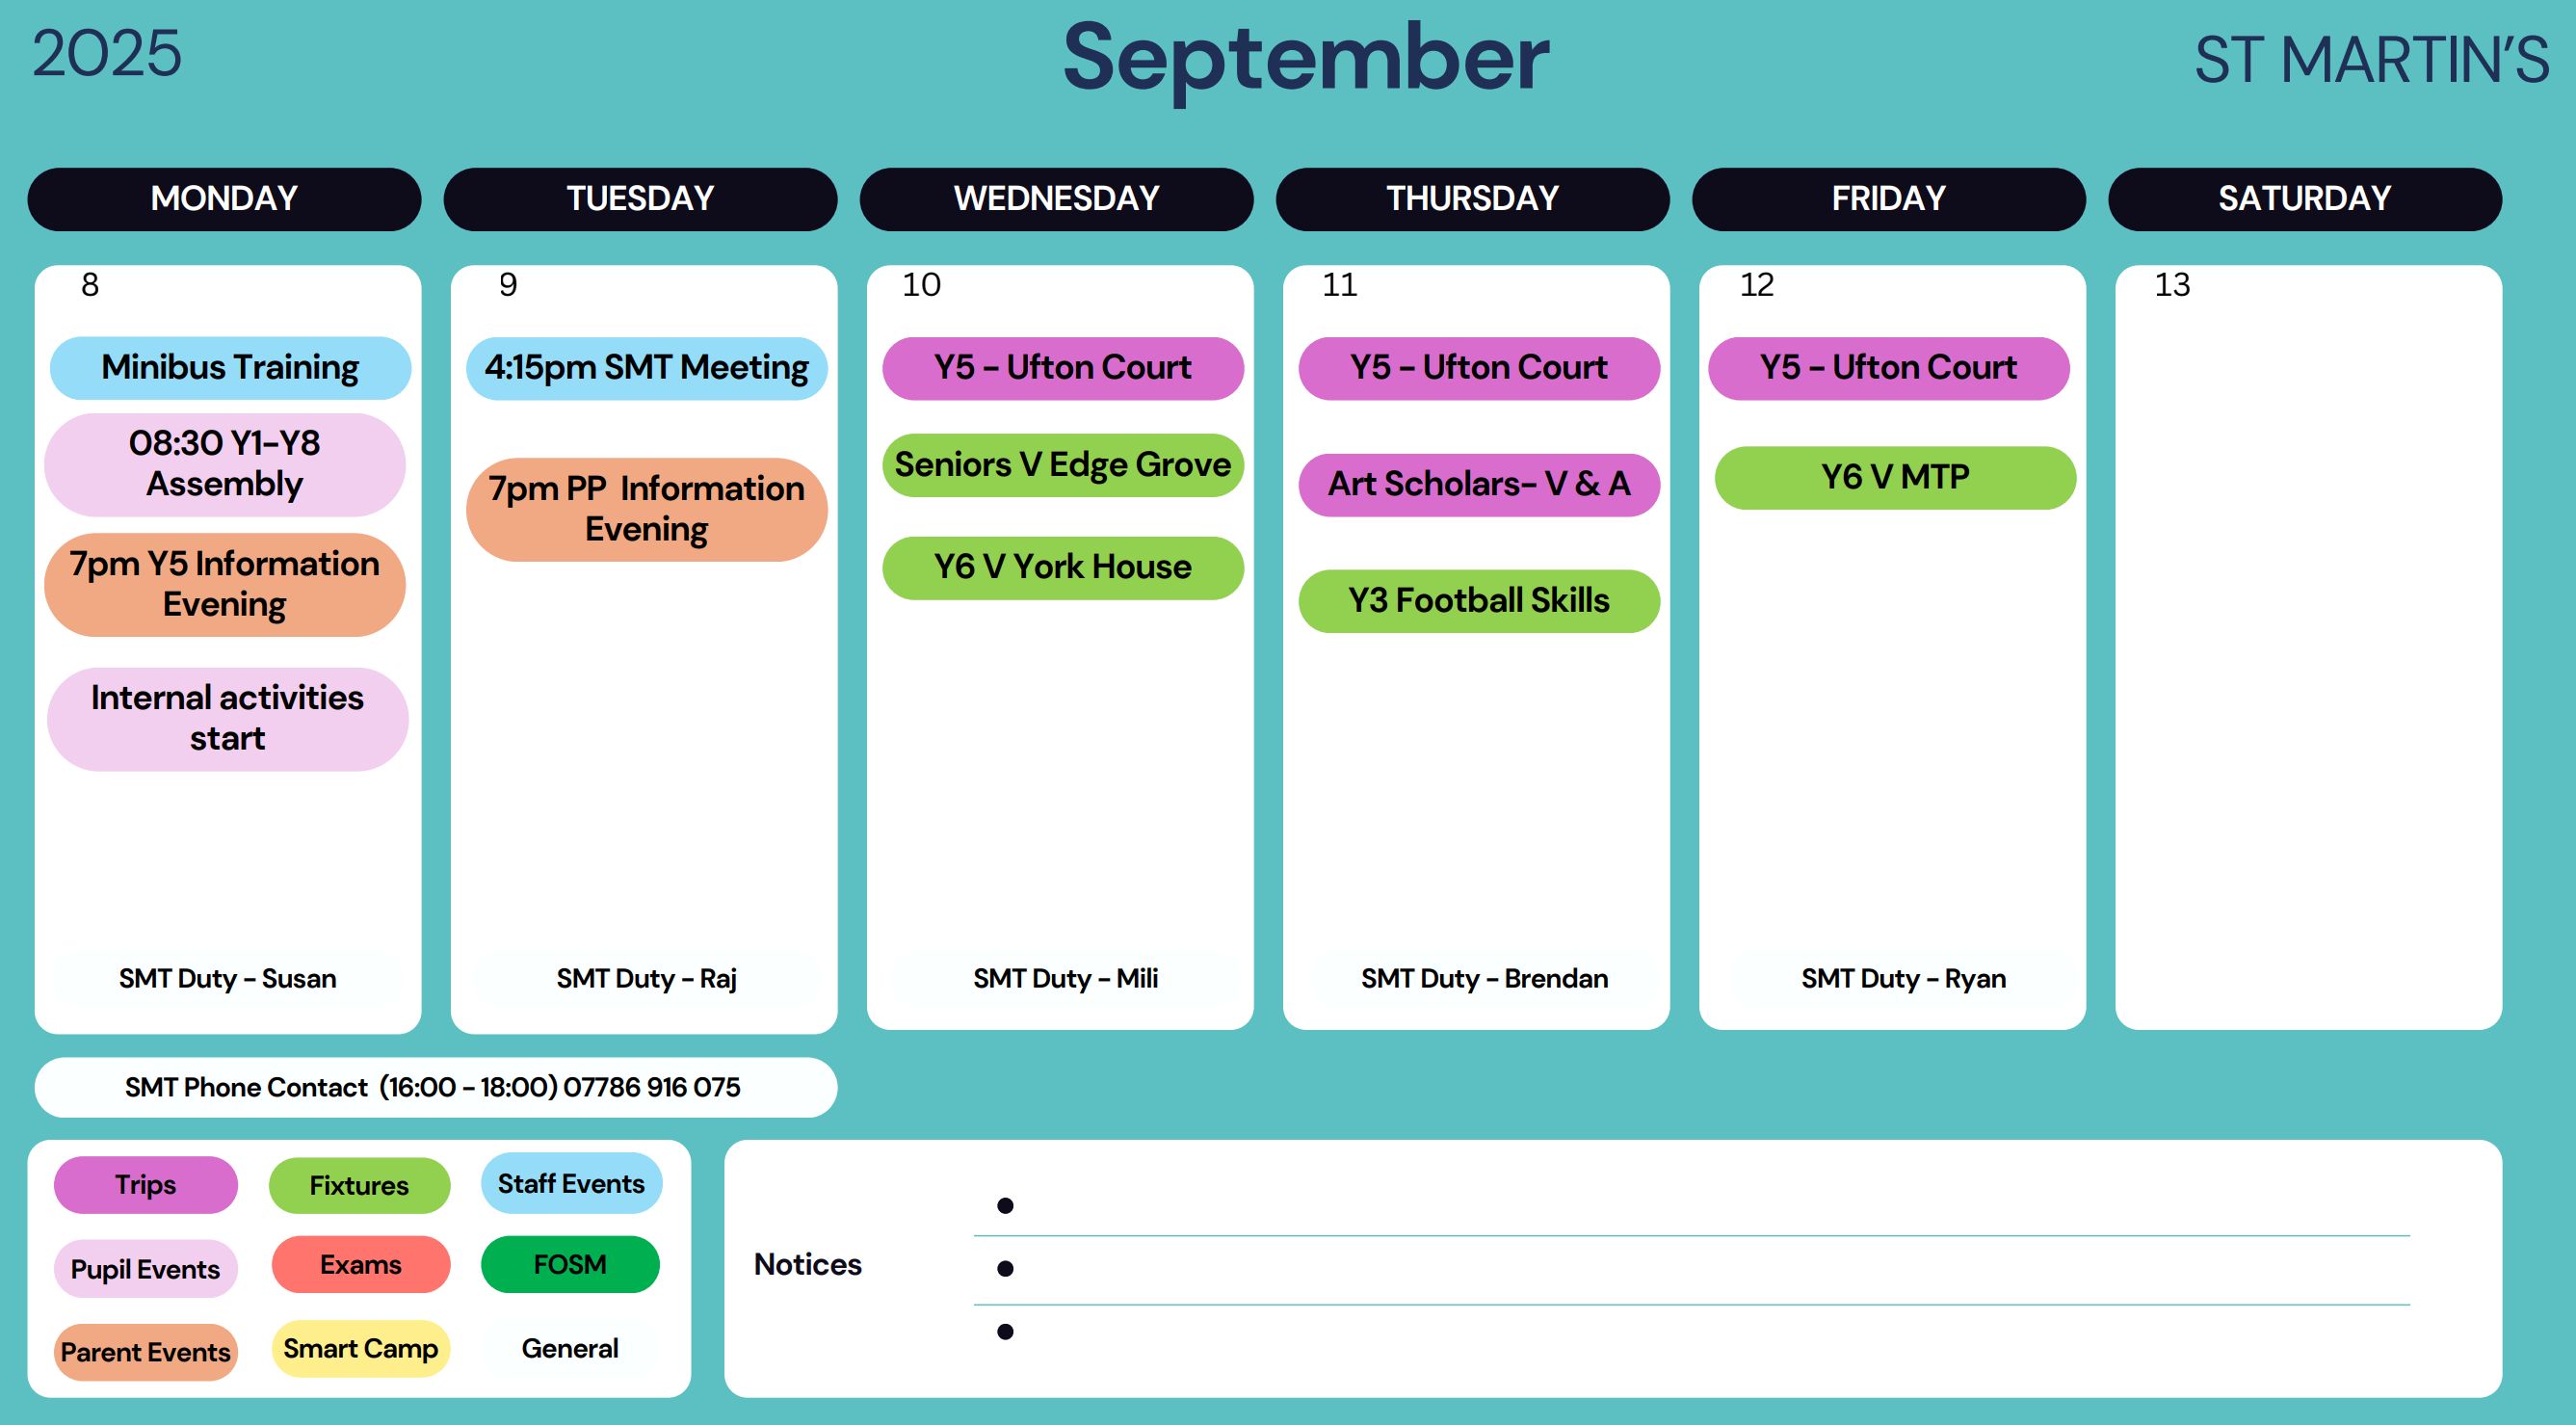 2025
September
ST MARTIN'S
MONDAY
TUESDAY
WEDNESDAY
THURSDAY
FRIDAY
SATURDAY
8
Minibus Training
08:30 Y1-Y8
Assembly
7pm Y5 Information
Evening
Internal activities
start
SMT Duty - Susan
9
4:15pm SMT Meeting
7pm PP  Information
Evening
SMT Duty - Raj
10
Y5 - Ufton Court
Seniors V Edge Grove
Y6 V York House
SMT Duty - Mili
11
Y5 - Ufton Court
Art Scholars- V & A
Y3 Football Skills
SMT Duty - Brendan
12
Y5 - Ufton Court
Y6 V MTP
SMT Duty - Ryan
13
SMT Phone Contact  (16:00 - 18:00) 07786 916 075
Trips
Fixtures
Staff Events
Pupil Events
Exams
FOSM
Parent Events
Smart Camp
General
Notices